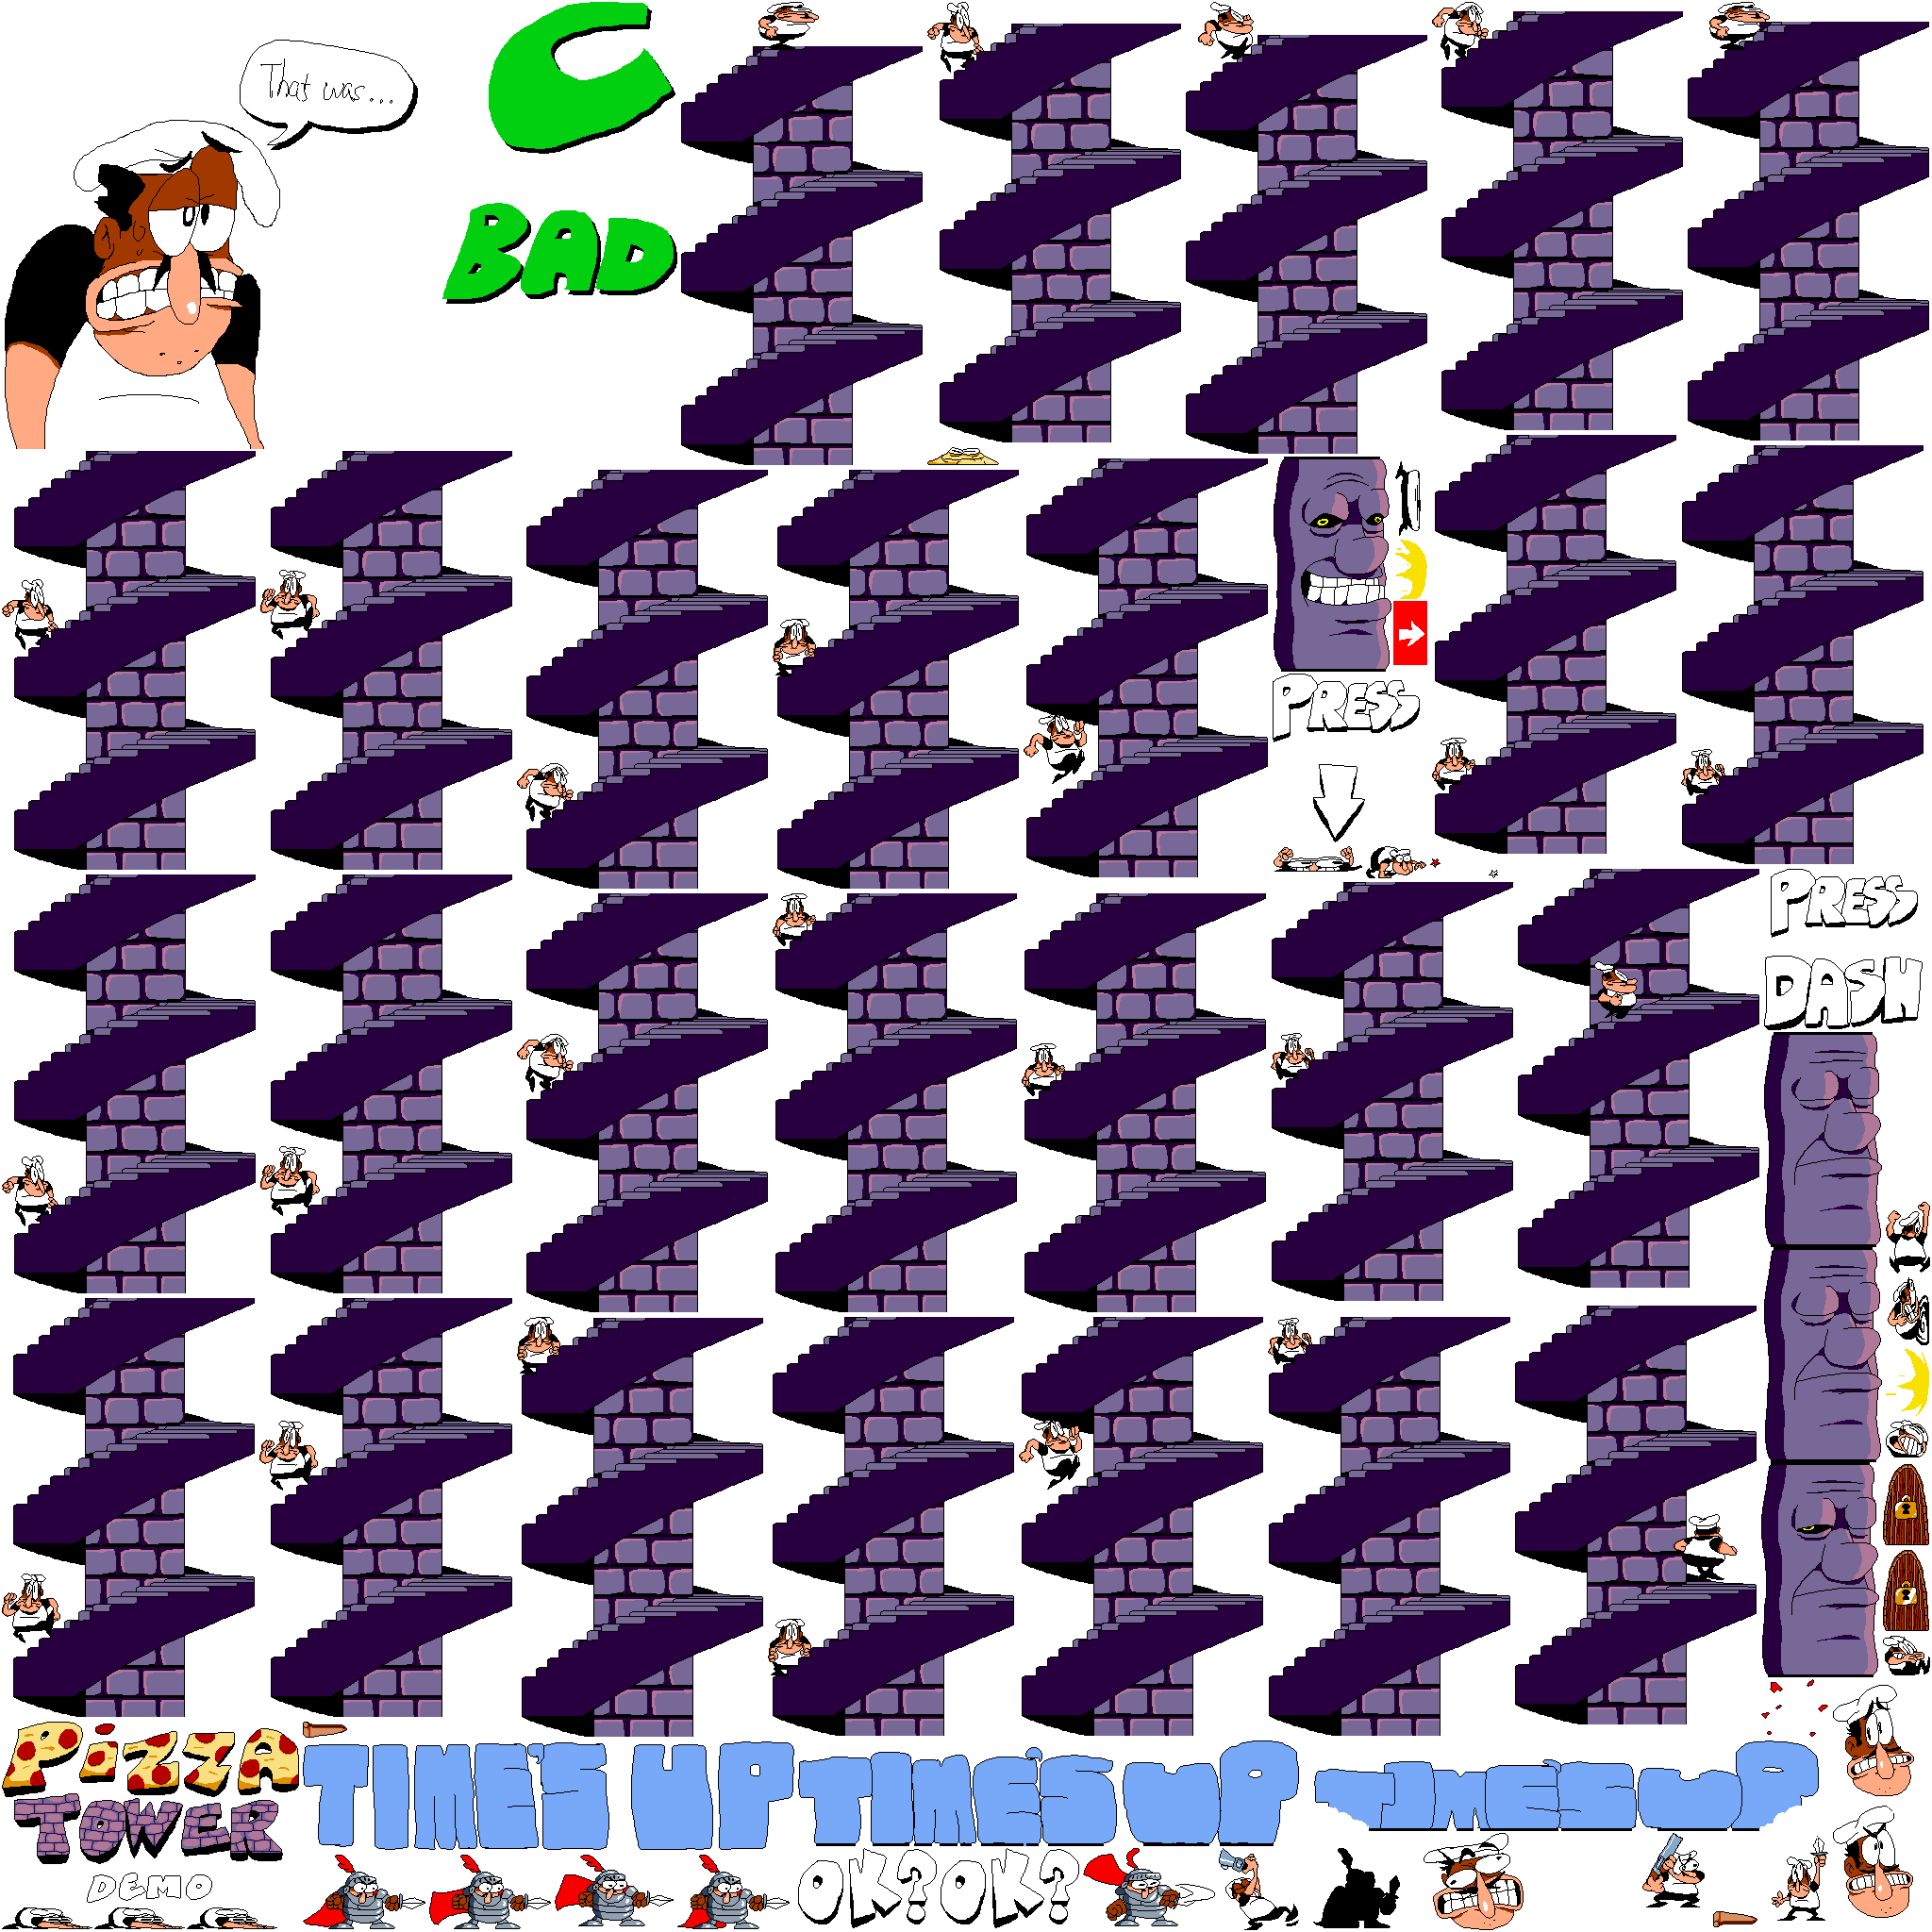 That was...
C
BAD
PRESS
PRESS
DASH
PIZZA
TOWER
DEMO
TIME'S UP
TIME'S UP
TIME'S UP
OK?
OK?